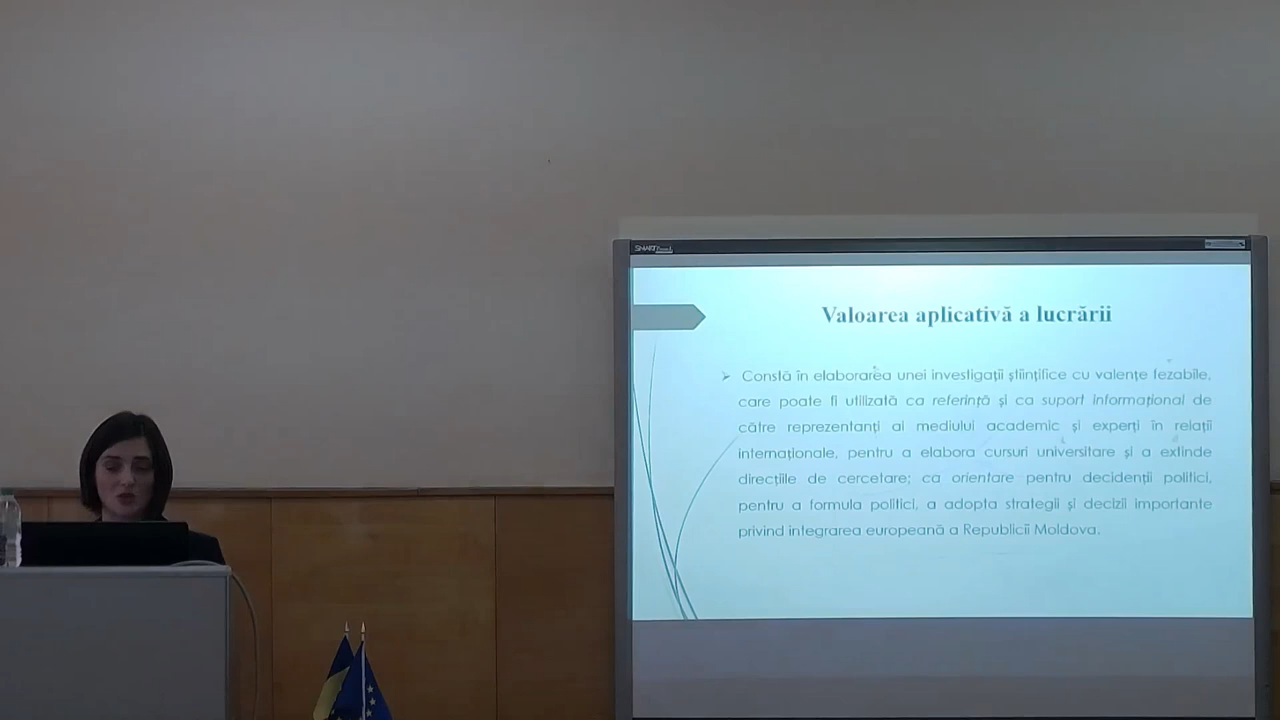 SMART
Valoarea aplicativă a lucrării
➢ Constă în elaborarea unei investigații științifice cu valențe fezabile,
care poate fi utilizată ca referință și ca suport informațional de
către reprezentanți ai mediului academic și experți în relații
internaționale, pentru a elabora cursuri universitare și a extinde
direcțiile de cercetare; ca orientare pentru decidenții politici,
pentru a formula politici, a adopta strategii și decizii importante
privind integrarea europeană a Republicii Moldova.